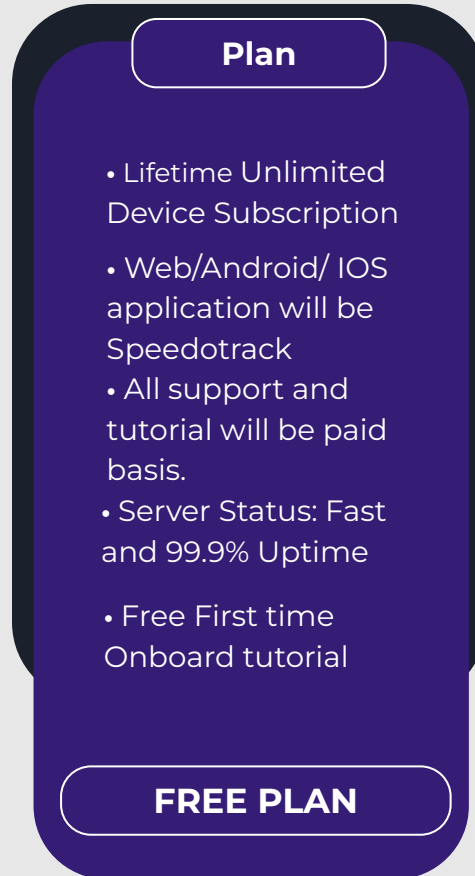 Plan
• Lifetime Unlimited
Device Subscription
• Web/Android/ IOS
application will be
Speedotrack
• All support and
tutorial will be paid
basis.
• Server Status: Fast
and 99.9% Uptime
• Free First time
Onboard tutorial
FREE PLAN